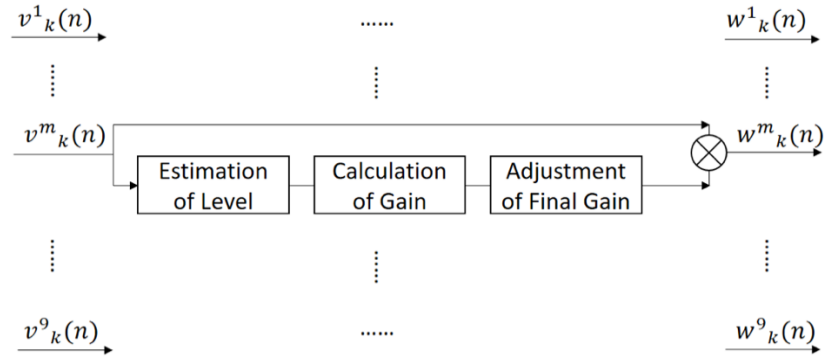 v¹ₖ(n) …… w¹ₖ(n)
vᵐₖ(n) wᵐₖ(n)
Estimation of Level
Calculation of Gain
Adjustment of Final Gain
v⁹ₖ(n) …… w⁹ₖ(n)